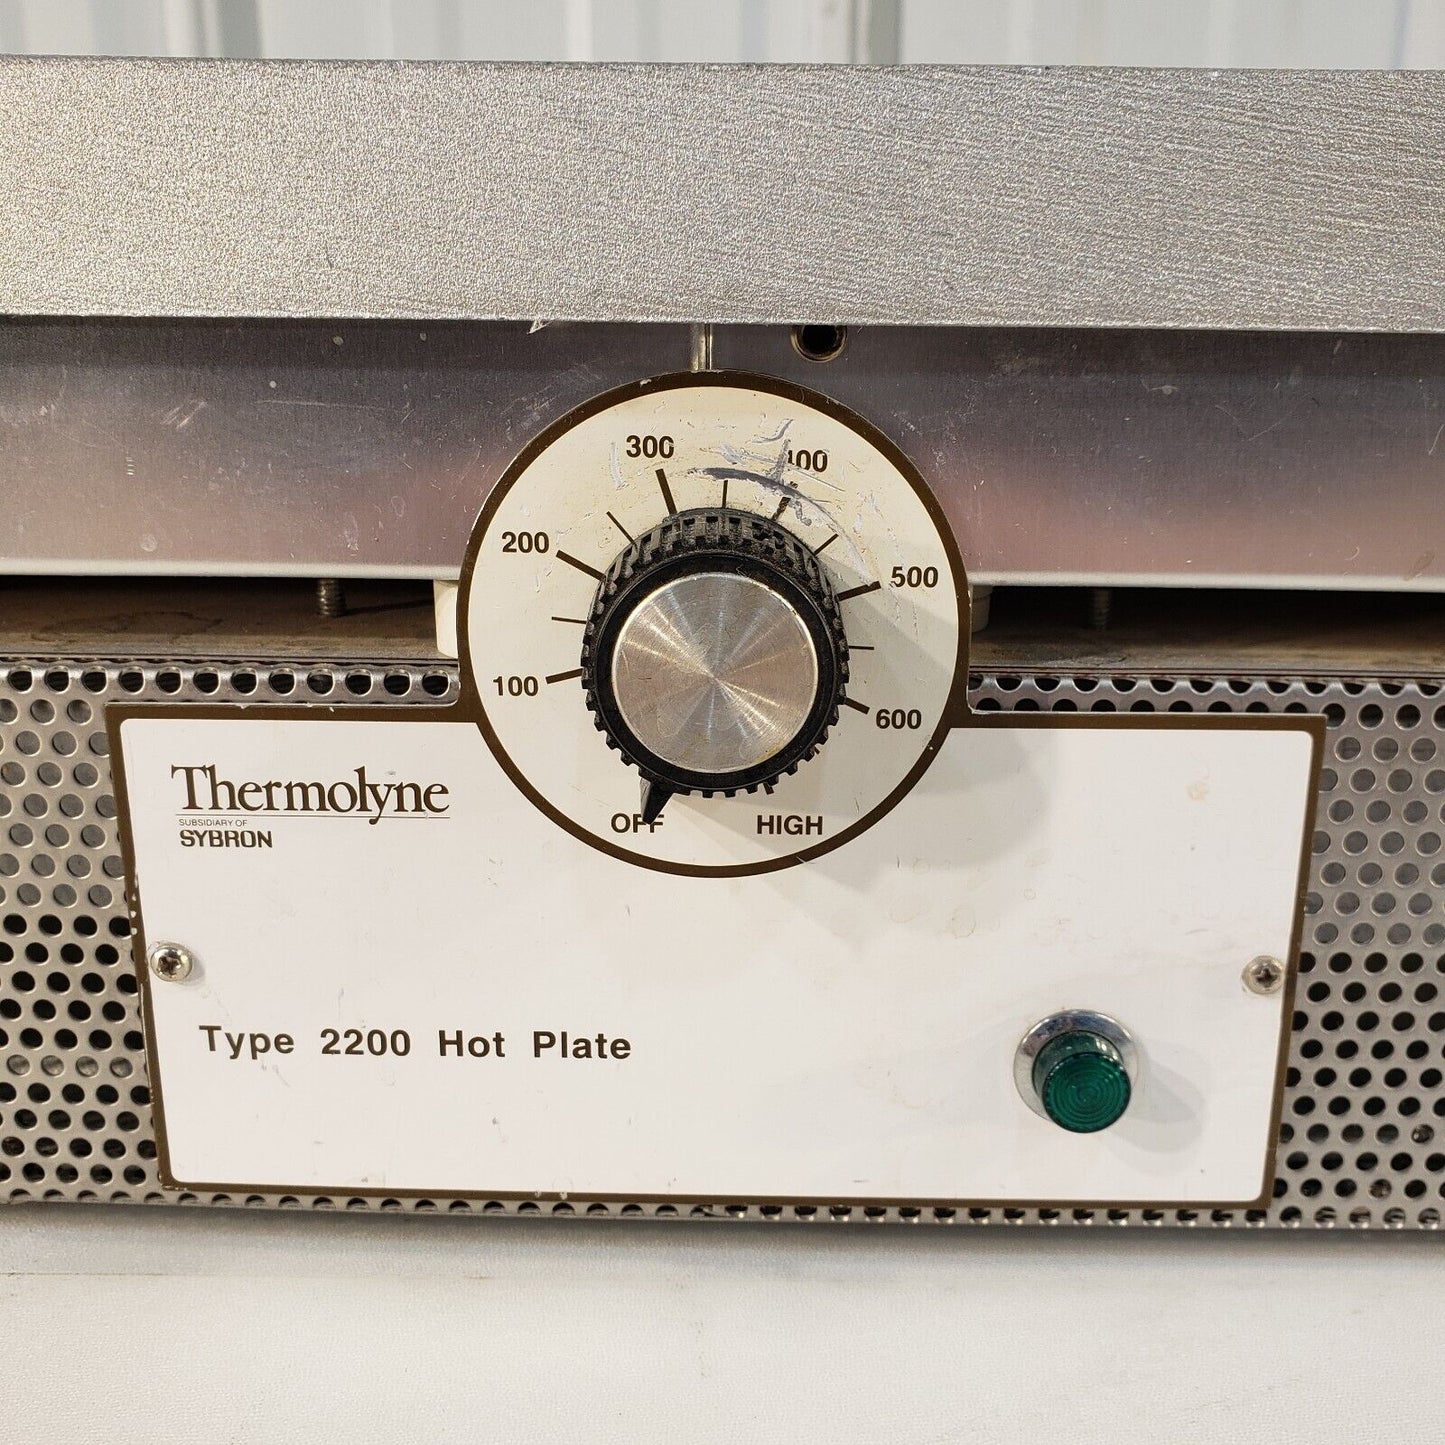 300
400
200
500
100
600
OFF
HIGH
Thermolyne
SUBSIDIARY OF
SYBRON
Type 2200 Hot Plate